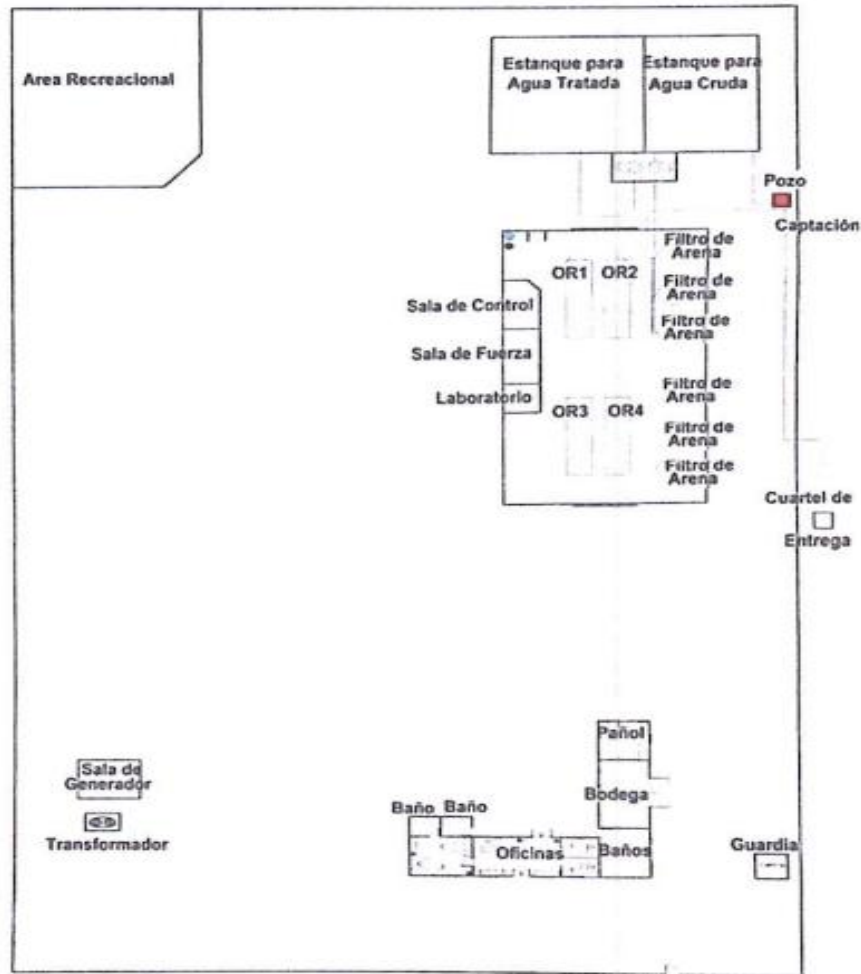 Area Recreacional
Estanque para
Agua Tratada
Estanque para
Agua Cruda
Pozo
Captación
Filtro de
Arena
OR1
OR2
Filtro de
Arena
Sala de Control
Filtro de
Arena
Sala de Fuerza
Laboratorio
Filtro de
Arena
OR3
OR4
Filtro de
Arena
Filtro de
Arena
Cuartel de
Entrega
Pañol
Sala de
Generador
Bodega
Baño
Baño
Transformador
Oficinas
Baños
Guardia